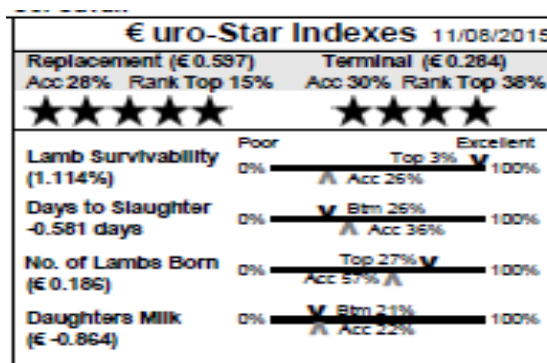 €uro-Star Indexes 11/08/2015
Replacement (€ 0.597) Terminal (€ 0.284)
Acc 28% Rank Top 15% Acc 30% Rank Top 38%
Poor Excellent
Lamb Survivability 0% Top 3% 100%
(1.114%) Acc 26%
Days to Slaughter 0% Btm 26% 100%
-0.581 days Acc 36%
No. of Lambs Born 0% Top 27% 100%
(€ 0.186) Acc 57%
Daughters Milk 0% Btm 21% 100%
(€ -0.864) Acc 22%